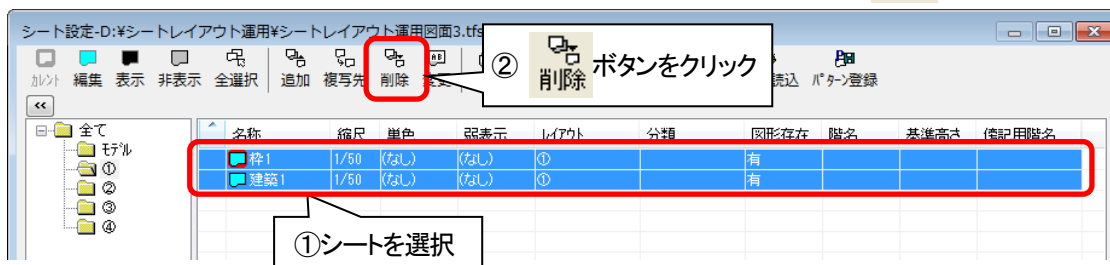 シート設定-D:¥シートレイアウト運用¥シートレイアウト運用図面3.tfs
カレント 編集 表示 非表示 全選択 追加 複写先 削除 変更 読込 パターン登録
② 削除 ボタンをクリック
<<
全て
モデル
①
②
③
④
名称 縮尺 単色 弱表示 レイアウト 分類 図形存在 階名 基準高さ 傍記用階名
枠1 1/50 (なし) (なし) ① 有
建築1 1/50 (なし) (なし) ① 有
①シートを選択